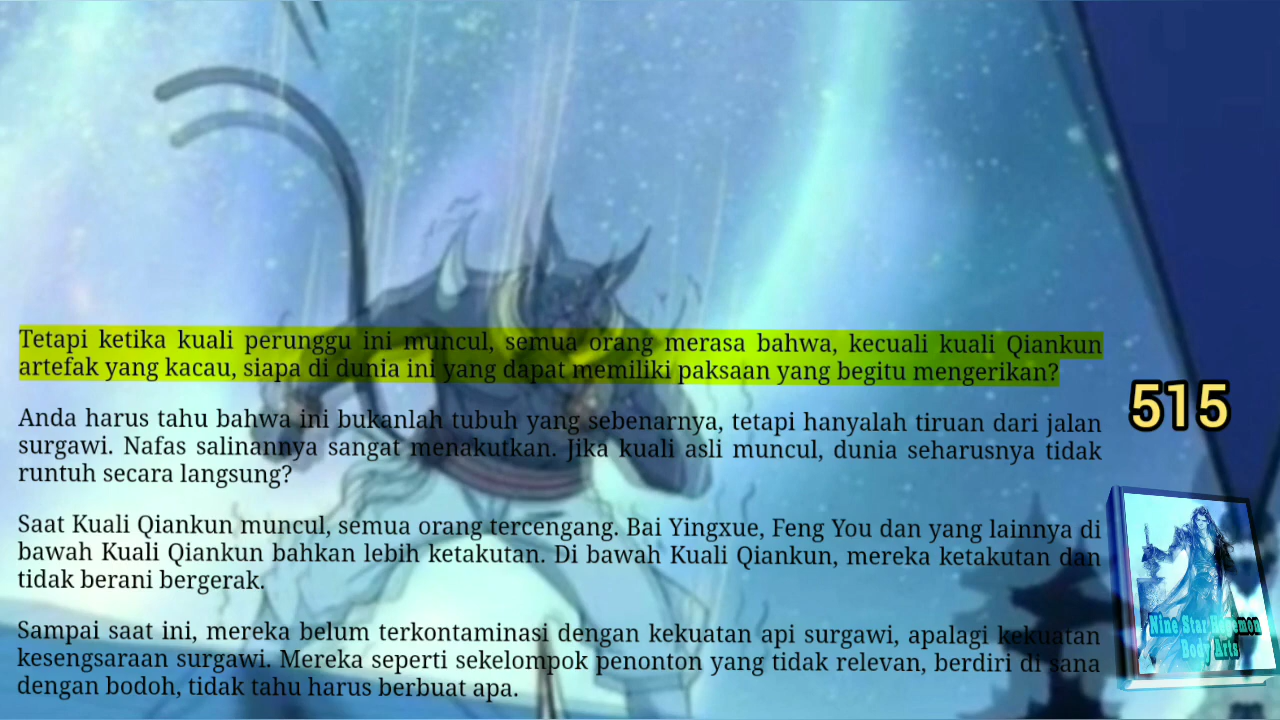 Tetapi ketika kuali perunggu ini muncul, semua orang merasa bahwa, kecuali kuali Qiankun
artefak yang kacau, siapa di dunia ini yang dapat memiliki paksaan yang begitu mengerikan?
Anda harus tahu bahwa ini bukanlah tubuh yang sebenarnya, tetapi hanyalah tiruan dari jalan
surgawi. Nafas salinannya sangat menakutkan. Jika kuali asli muncul, dunia seharusnya tidak
runtuh secara langsung?
Saat Kuali Qiankun muncul, semua orang tercengang. Bai Yingxue, Feng You dan yang lainnya di
bawah Kuali Qiankun bahkan lebih ketakutan. Di bawah Kuali Qiankun, mereka ketakutan dan
tidak berani bergerak.
Sampai saat ini, mereka belum terkontaminasi dengan kekuatan api surgawi, apalagi kekuatan
kesengsaraan surgawi. Mereka seperti sekelompok penonton yang tidak relevan, berdiri di sana
dengan bodoh, tidak tahu harus berbuat apa.
515
Nine Star Hegemon
Body Arts